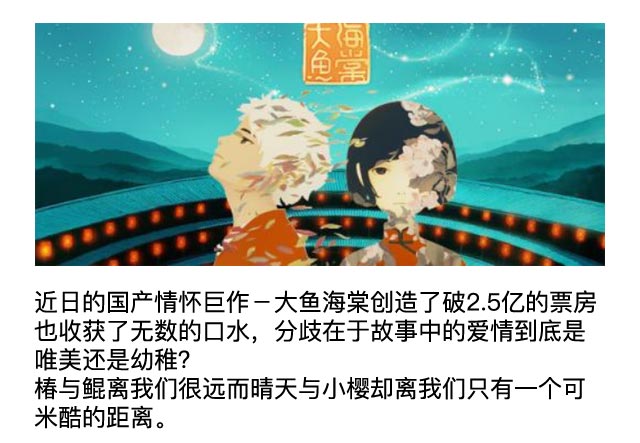 大鱼
海棠
近日的国产情怀巨作－大鱼海棠创造了破2.5亿的票房
也收获了无数的口水，分歧在于故事中的爱情到底是
唯美还是幼稚？
椿与鲲离我们很远而晴天与小樱却离我们只有一个可
米酷的距离。